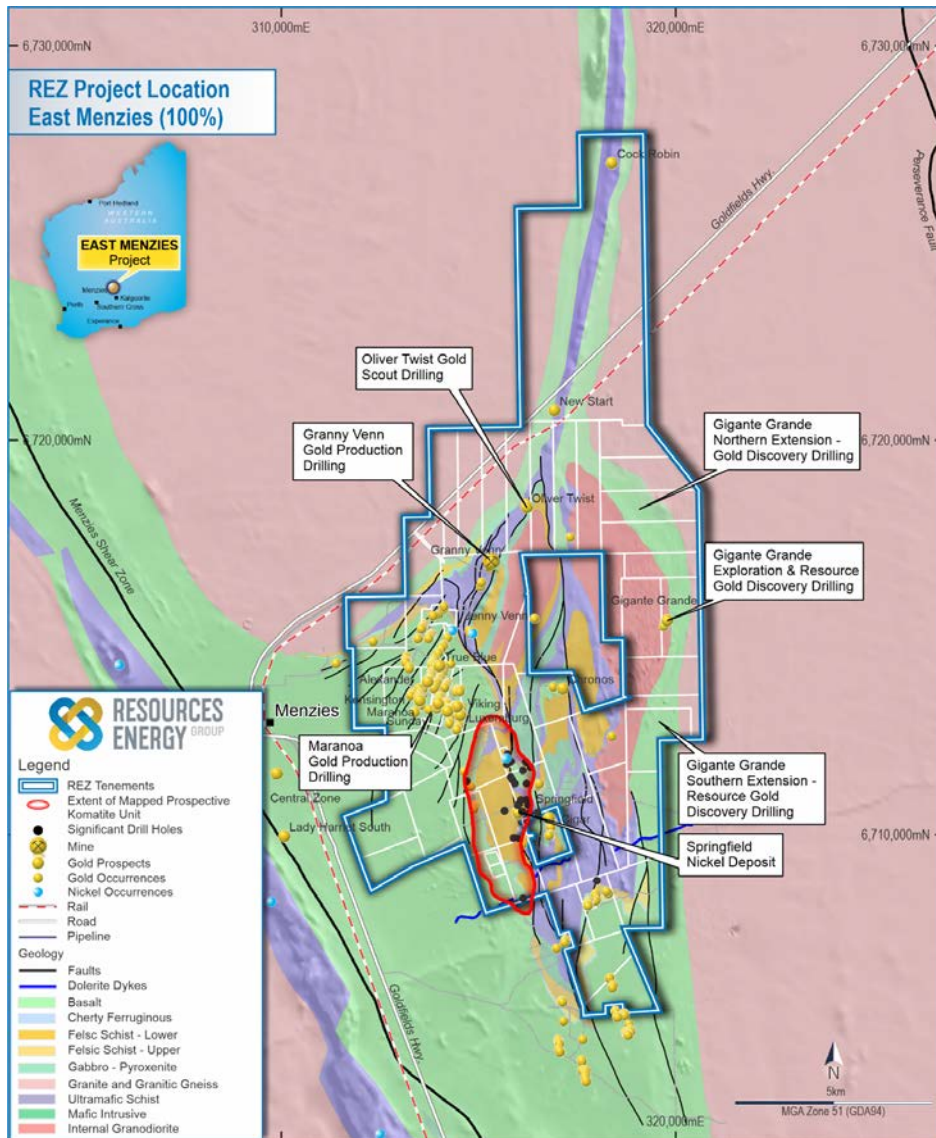 310,000mE
320,000mE
6,730,000mN
6,730,000mN
REZ Project Location
East Menzies (100%)
Port Hedland
WESTERN
AUSTRALIA
EAST MENZIES
Project
Menzies
Kalgoorlie
Perth
Southern Cross
Esperance
Cock Robin
Goldfields Hwy.
Perseverance Fault
Oliver Twist Gold
Scout Drilling
New Start
Granny Venn
Gold Production
Drilling
Gigante Grande
Northern Extension -
Gold Discovery Drilling
6,720,000mN
6,720,000mN
Oliver Twist
Menzies Shear Zone
Granny Venn
Gigante Grande
Exploration & Resource
Gold Discovery Drilling
Gigante Grande
Jenny Venn
True Blue
Alexander
Chronos
Kensington
Maranoa
Sunday
Viking
Luxemburg
Menzies
Maranoa
Gold Production
Drilling
Gigante Grande
Southern Extension -
Resource Gold
Discovery Drilling
Central Zone
Springfield
Cigar
Lady Harriet South
6,710,000mN
Springfield
Nickel Deposit
RESOURCES
ENERGY GROUP
Legend
REZ Tenements
Extent of Mapped Prospective
Komatite Unit
Significant Drill Holes
Mine
Gold Prospects
Gold Occurrences
Nickel Occurrences
Rail
Road
Pipeline
Geology
Faults
Dolerite Dykes
Basalt
Cherty Ferruginous
Felsc Schist - Lower
Felsic Schist - Upper
Gabbro - Pyroxenite
Granite and Granitic Gneiss
Ultramafic Schist
Mafic Intrusive
Internal Granodiorite
Goldfields Hwy
N
5km
MGA Zone 51 (GDA94)
320,000mE